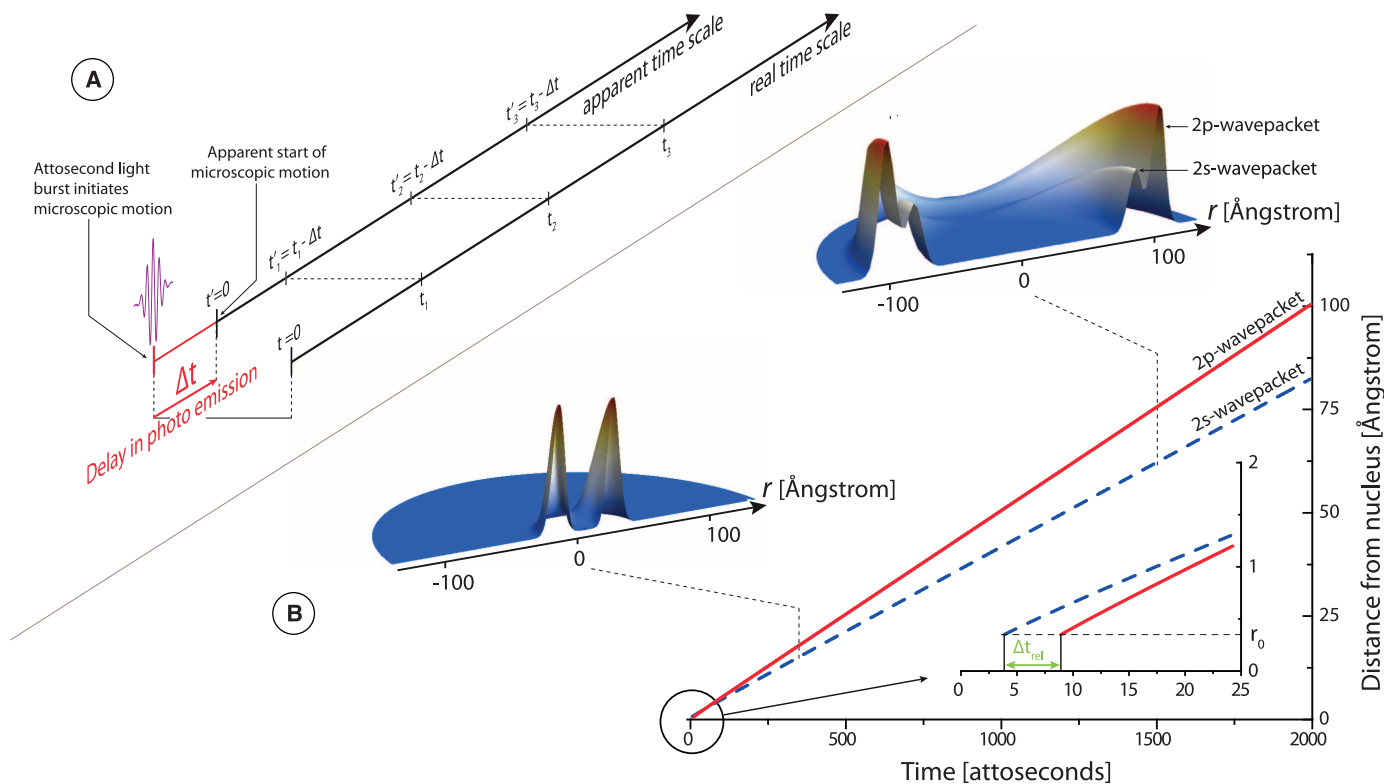 A
Attosecond light
burst initiates
microscopic motion
Apparent start of
microscopic motion
t'=0
t'₁ = t₁ - Δt
t'₂ = t₂ - Δt
t'₃ = t₃ - Δt
apparent time scale
t=0
t₁
t₂
t₃
real time scale
Δt
Delay in photo emission
2p-wavepacket
2s-wavepacket
r [Ångstrom]
-100
0
100
B
r [Ångstrom]
-100
0
100
2p-wavepacket
2s-wavepacket
100
75
50
25
0
Distance from nucleus [Ångstrom]
0
500
1000
1500
2000
Time [attoseconds]
2
1
r₀
0
Δt_rel
0
5
10
15
20
25